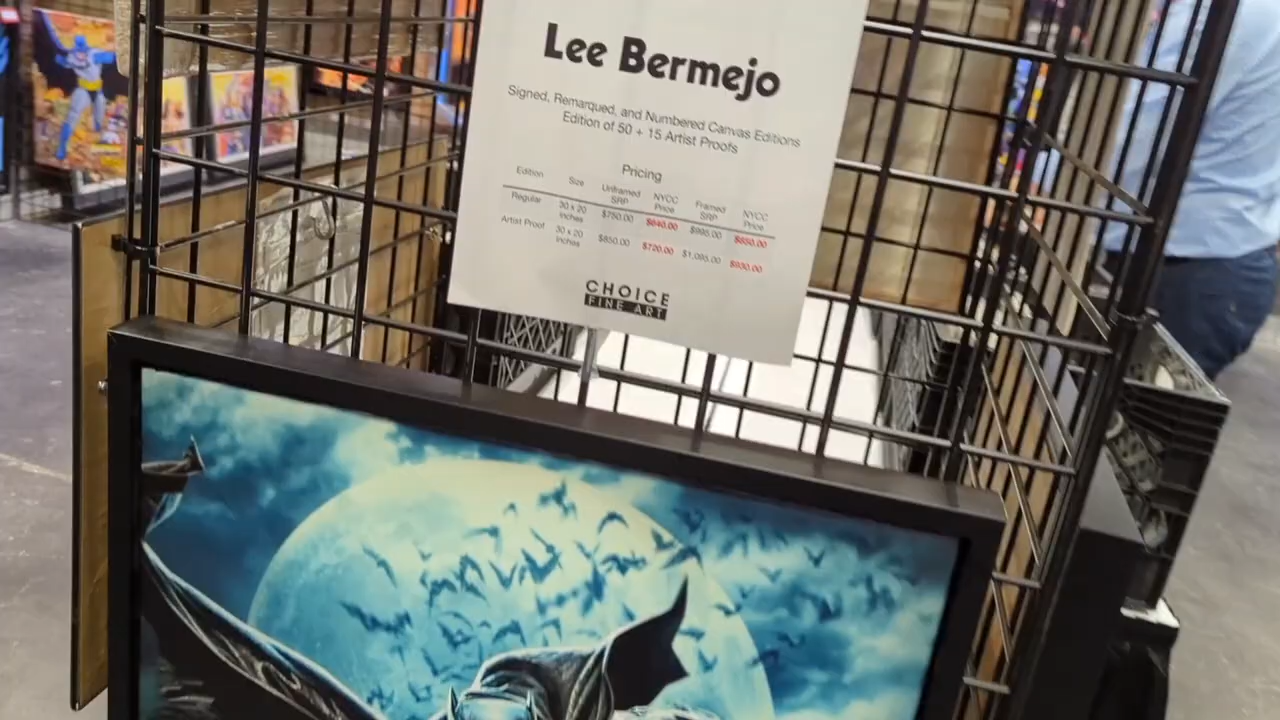 Lee Bermejo
Signed, Remarqued, and Numbered Canvas Editions
Edition of 50 + 15 Artist Proofs
Pricing
Edition Size Unframed SRP NYCC Price Framed SRP NYCC Price
Regular 30 x 20 inches $750.00 $640.00 $995.00 $850.00
Artist Proof 30 x 20 inches $850.00 $720.00 $1,095.00 $930.00
CHOICE
FINE ART